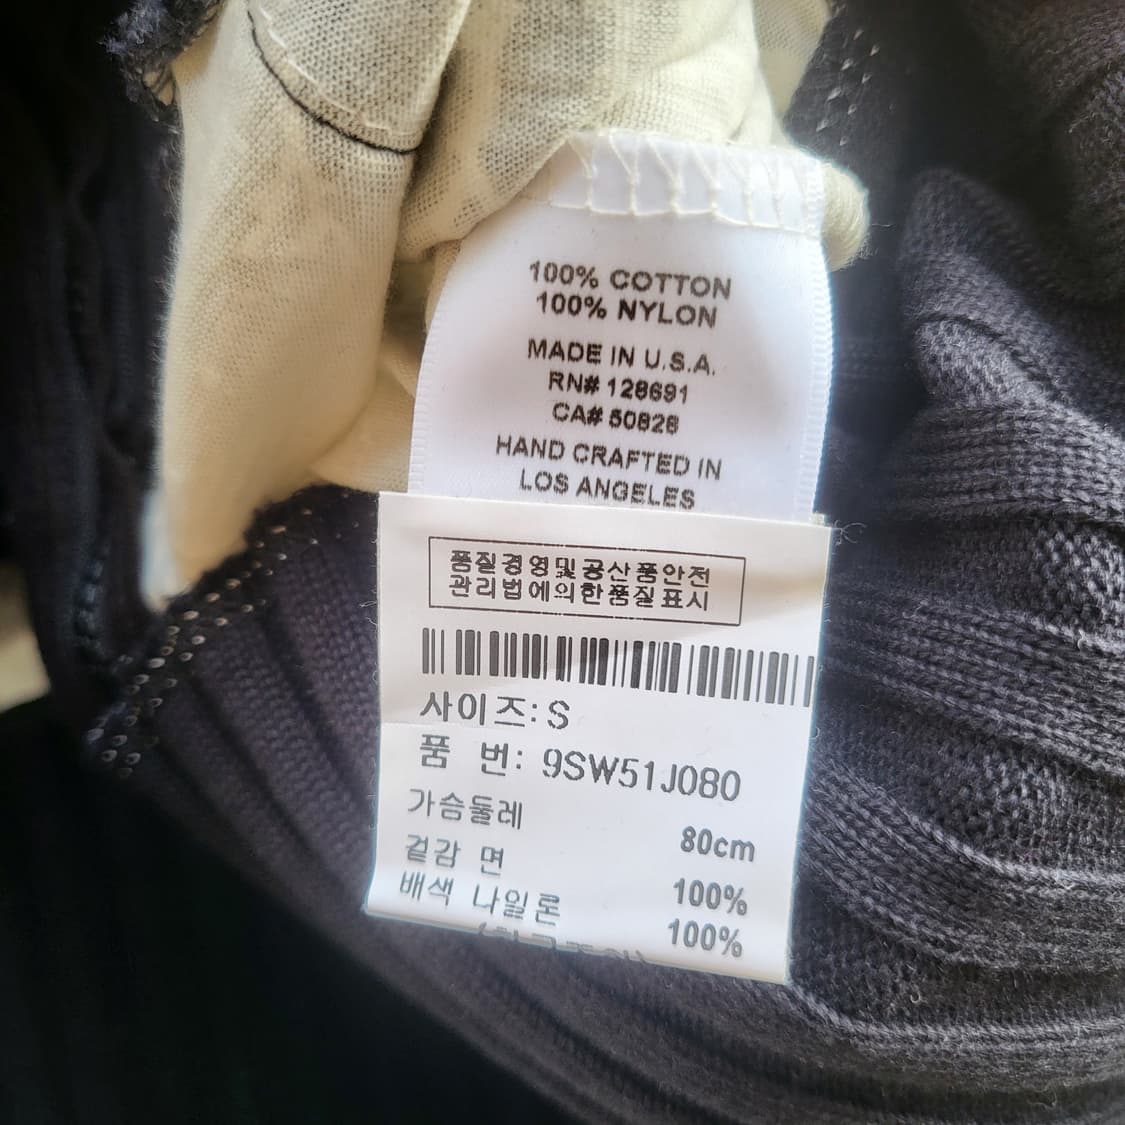 100% COTTON
100% NYLON
MADE IN U.S.A.
RN# 128691
CA# 50828
HAND CRAFTED IN
LOS ANGELES
품질경영및공산품안전
관리법에의한품질표시
사이즈: S
품 번: 9SW51J080
가슴둘레 80cm
겉감 면 100%
배색 나일론 100%